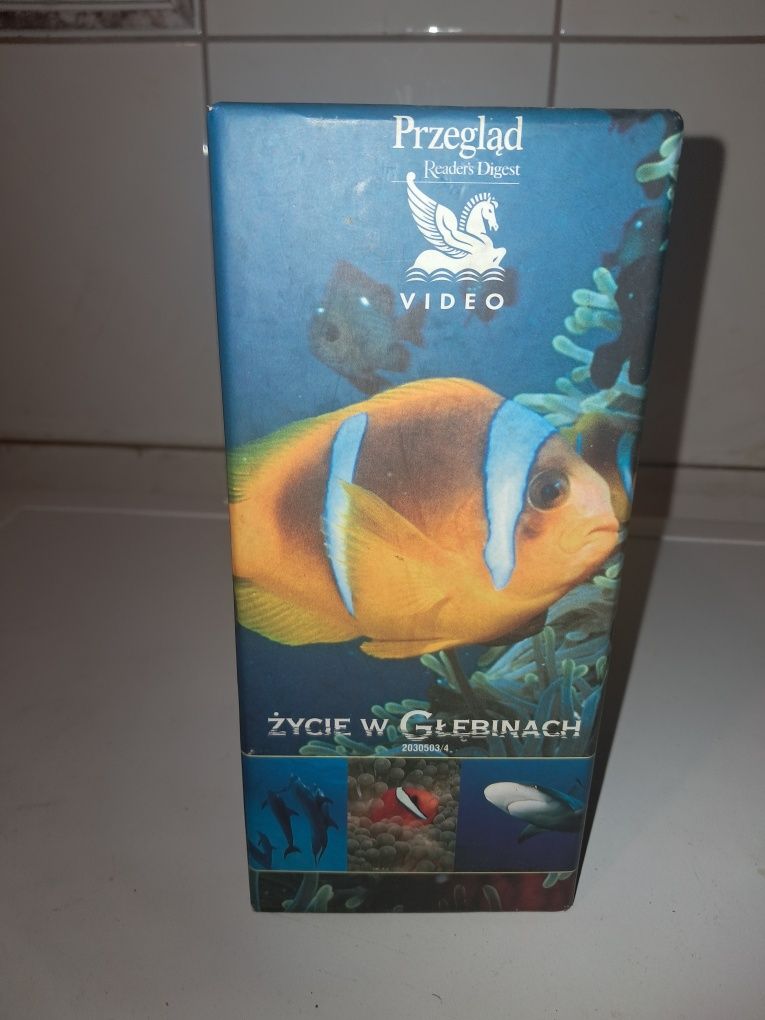 Przegląd
Reader's Digest
VIDEO
ŻYCIE W GŁĘBINACH
2030503/4